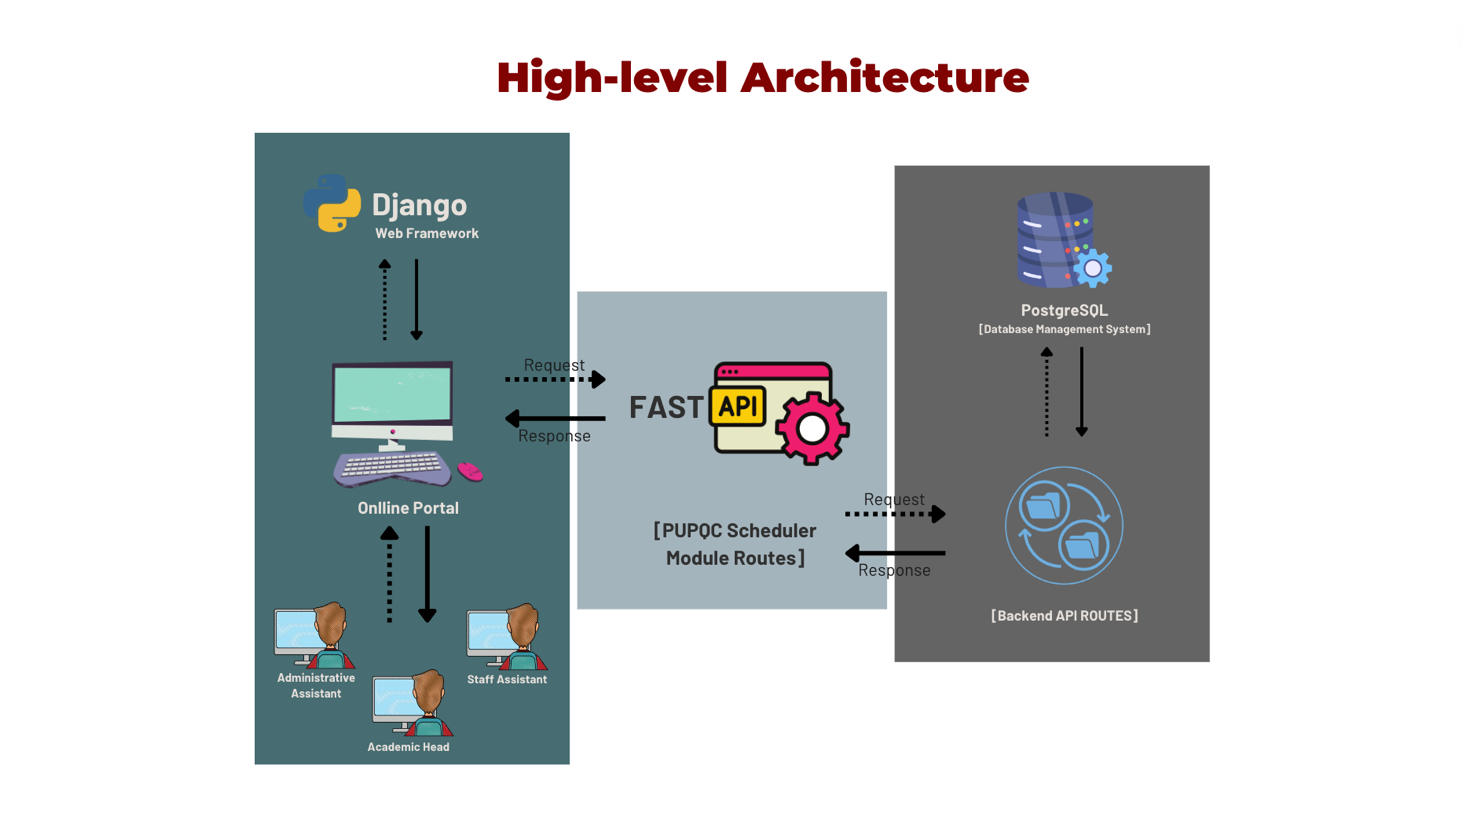 High-level Architecture
Django
Web Framework
Onlline Portal
Administrative
Assistant
Staff Assistant
Academic Head
Request
Response
FAST API
[PUPQC Scheduler
Module Routes]
Request
Response
PostgreSQL
[Database Management System]
[Backend API ROUTES]